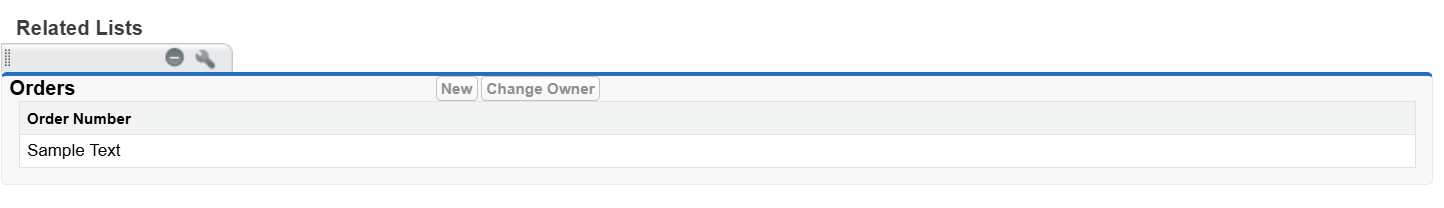 Related Lists
Orders New Change Owner
Order Number
Sample Text